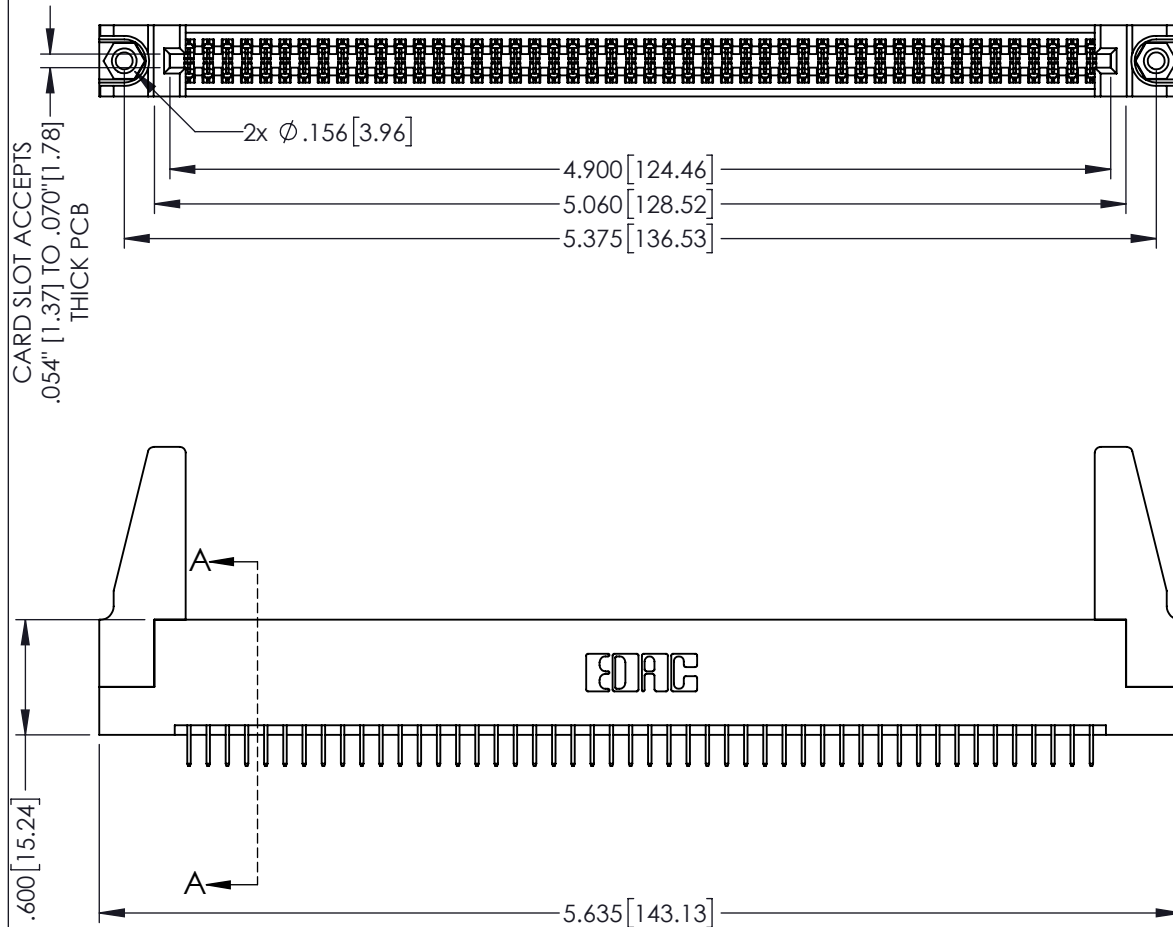 2x Ø .156[3.96]
4.900[124.46]
5.060[128.52]
5.375[136.53]
CARD SLOT ACCEPTS
.054" [1.37] TO .070"[1.78]
THICK PCB
A
EDAC
.600[15.24]
A
5.635[143.13]